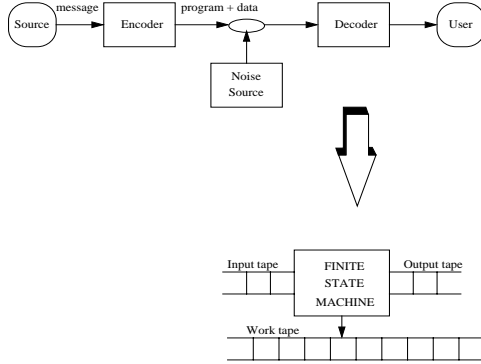 message
program + data
Source
Encoder
Decoder
User
Noise
Source
Input tape
FINITE
STATE
MACHINE
Output tape
Work tape